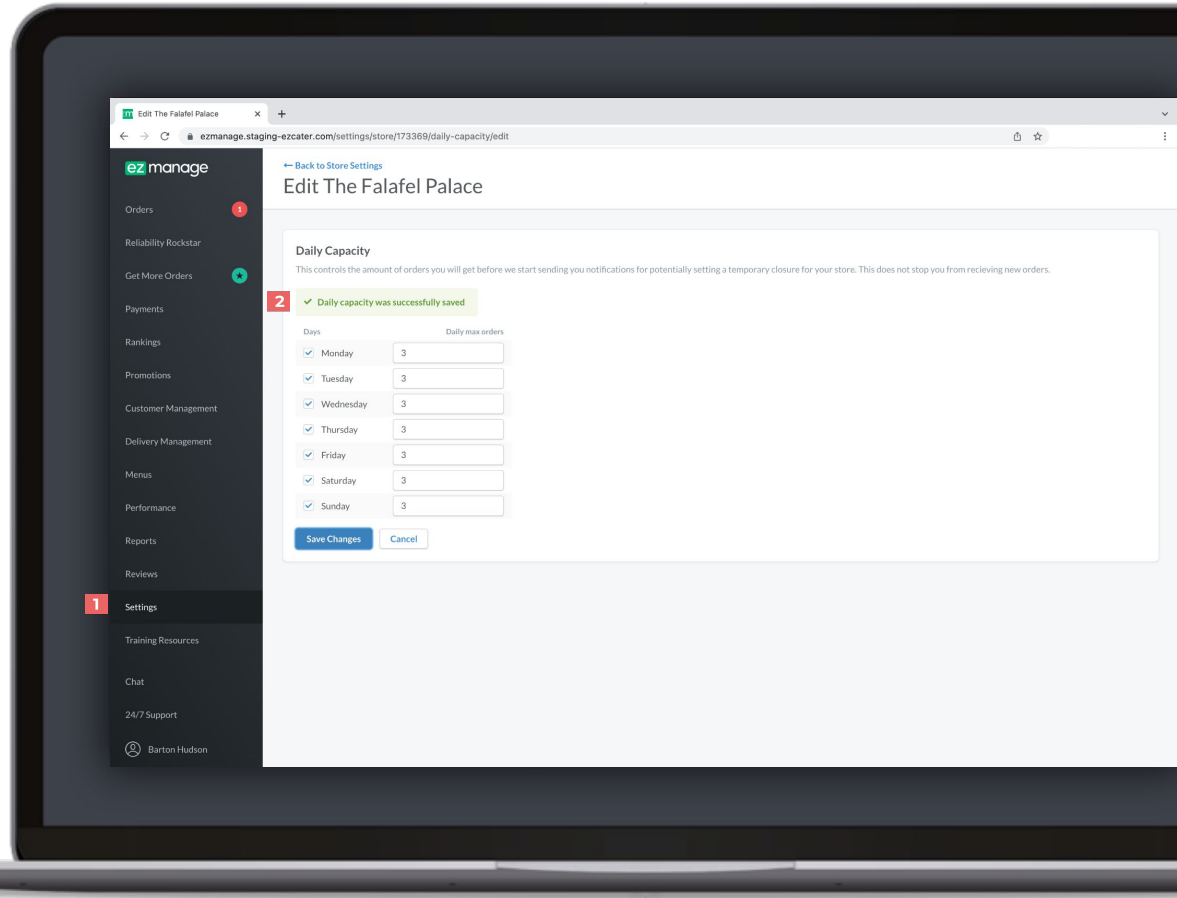 Edit The Falafel Palace
ezmanage.staging-ezcater.com/settings/store/173369/daily-capacity/edit
ez manage
← Back to Store Settings
Edit The Falafel Palace
Orders 1
Reliability Rockstar
Get More Orders
Payments
Rankings
Promotions
Customer Management
Delivery Management
Menus
Performance
Reports
Reviews
1 Settings
Training Resources
Chat
24/7 Support
Barton Hudson
Daily Capacity
This controls the amount of orders you will get before we start sending you notifications for potentially setting a temporary closure for your store. This does not stop you from recieving new orders.
2 ✓ Daily capacity was successfully saved
Days Daily max orders
Monday 3
Tuesday 3
Wednesday 3
Thursday 3
Friday 3
Saturday 3
Sunday 3
Save Changes Cancel